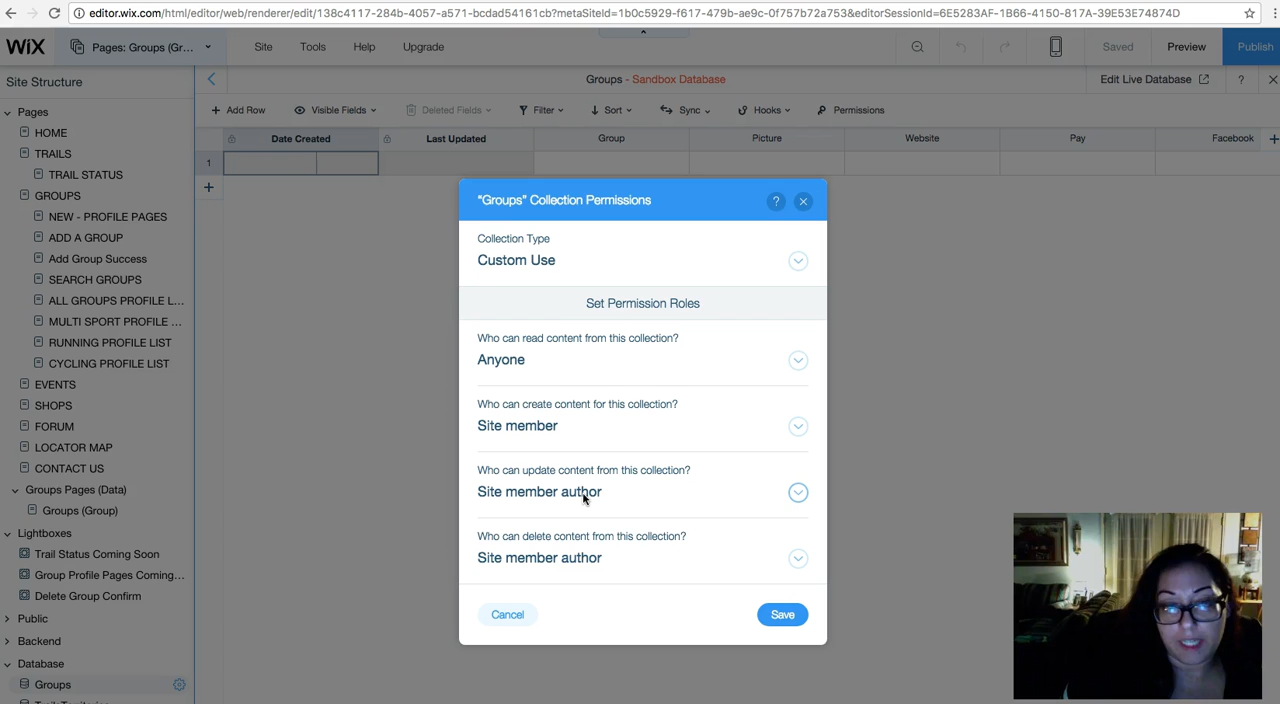 editor.wix.com/html/editor/web/renderer/edit/138c4117-284b-4057-a571-bcdad54161cb?metaSiteId=1b0c5929-f617-479b-ae9c-0f757b72a753&editorSessionId=6E5283AF-1B66-4150-817A-39E53E74874D
WiX Pages: Groups (Gr... Site Tools Help Upgrade Saved Preview Publish
Site Structure
Groups - Sandbox Database Edit Live Database ? ×
+ Add Row Visible Fields Deleted Fields Filter Sort Sync Hooks Permissions
Date Created Last Updated Group Picture Website Pay Facebook +
1
+
Pages
HOME
TRAILS
TRAIL STATUS
GROUPS
NEW - PROFILE PAGES
ADD A GROUP
Add Group Success
SEARCH GROUPS
ALL GROUPS PROFILE L...
MULTI SPORT PROFILE ...
RUNNING PROFILE LIST
CYCLING PROFILE LIST
EVENTS
SHOPS
FORUM
LOCATOR MAP
CONTACT US
Groups Pages (Data)
Groups (Group)
Lightboxes
Trail Status Coming Soon
Group Profile Pages Coming...
Delete Group Confirm
Public
Backend
Database
Groups
"Groups" Collection Permissions ? ×
Collection Type
Custom Use
Set Permission Roles
Who can read content from this collection?
Anyone
Who can create content for this collection?
Site member
Who can update content from this collection?
Site member author
Who can delete content from this collection?
Site member author
Cancel Save